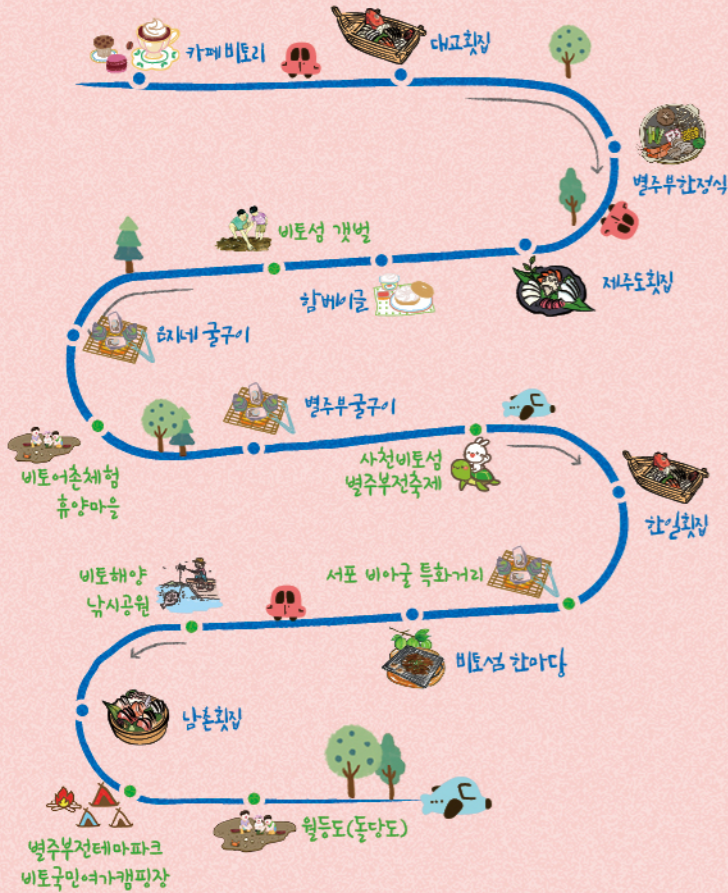 카페 비토리
대교횟집
별주부한정식
제주도횟집
함베이글
비토섬 갯벌
은지네 굴구이
비토어촌체험
휴양마을
별주부굴구이
사천비토섬
별주부전축제
한일횟집
서포 비아굴 특화거리
비토섬 한마당
비토해양
낚시공원
남촌횟집
별주부전테마파크
비토국민여가캠핑장
월등도(돌당도)